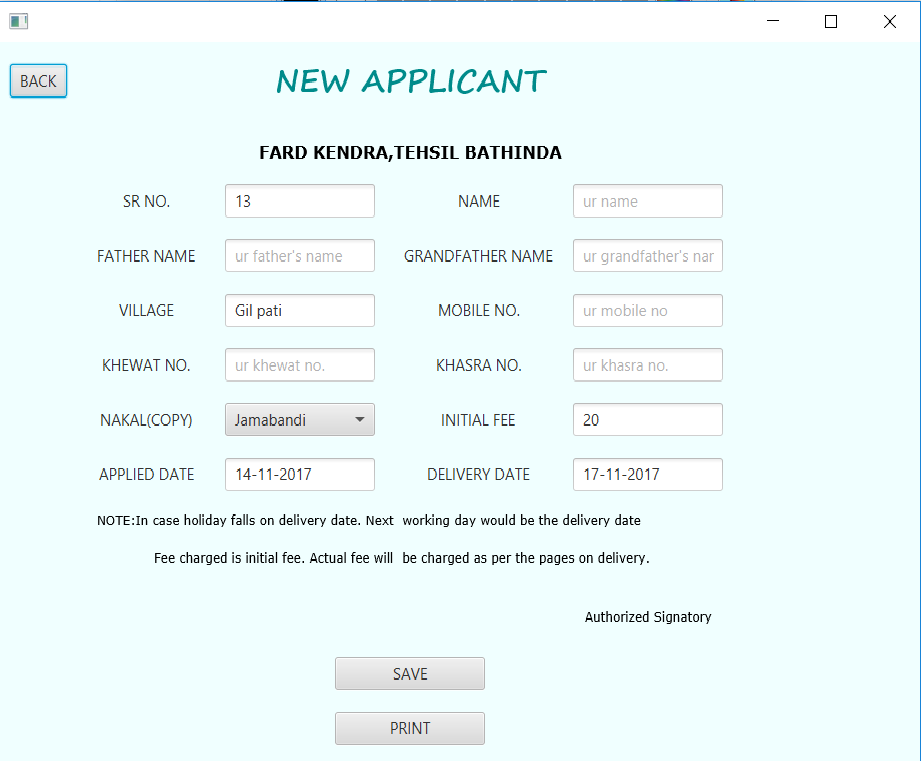 BACK
NEW APPLICANT
FARD KENDRA,TEHSIL BATHINDA
SR NO. 13 NAME ur name
FATHER NAME ur father's name GRANDFATHER NAME ur grandfather's nar
VILLAGE Gil pati MOBILE NO. ur mobile no
KHEWAT NO. ur khewat no. KHASRA NO. ur khasra no.
NAKAL(COPY) Jamabandi INITIAL FEE 20
APPLIED DATE 14-11-2017 DELIVERY DATE 17-11-2017
NOTE:In case holiday falls on delivery date. Next  working day would be the delivery date
Fee charged is initial fee. Actual fee will  be charged as per the pages on delivery.
Authorized Signatory
SAVE
PRINT